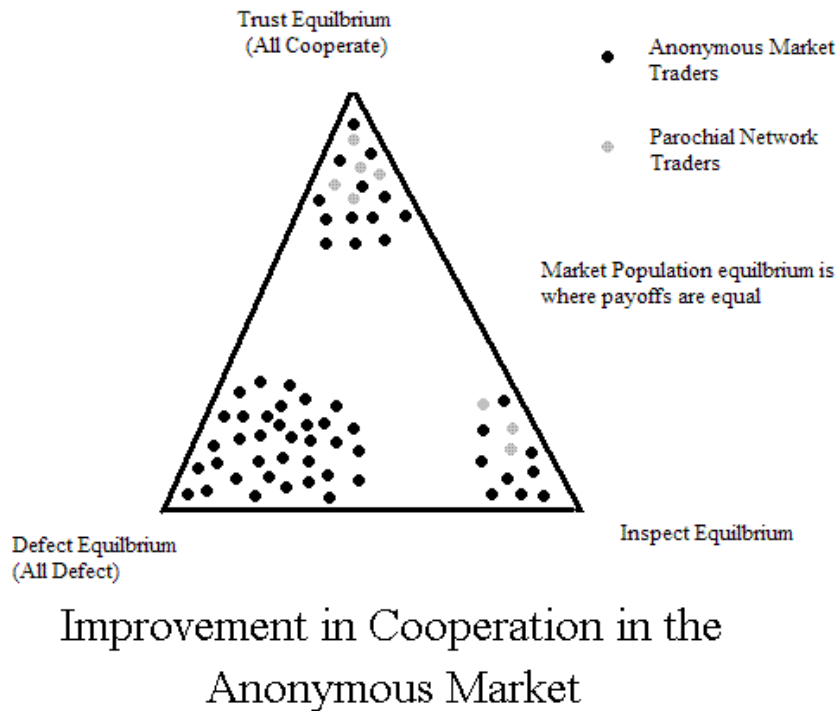 Trust Equilbrium
(All Cooperate)
Anonymous Market
Traders
Parochial Network
Traders
Market Population equilbrium is
where payoffs are equal
Defect Equilbrium
(All Defect)
Inspect Equilbrium
Improvement in Cooperation in the
Anonymous Market